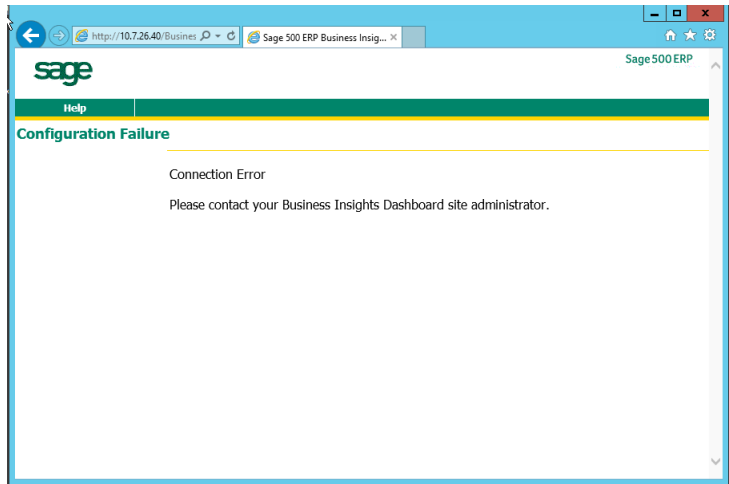 http://10.7.26.40/Busines
Sage 500 ERP Business Insig...
sage
Sage 500 ERP
Help
Configuration Failure
Connection Error
Please contact your Business Insights Dashboard site administrator.